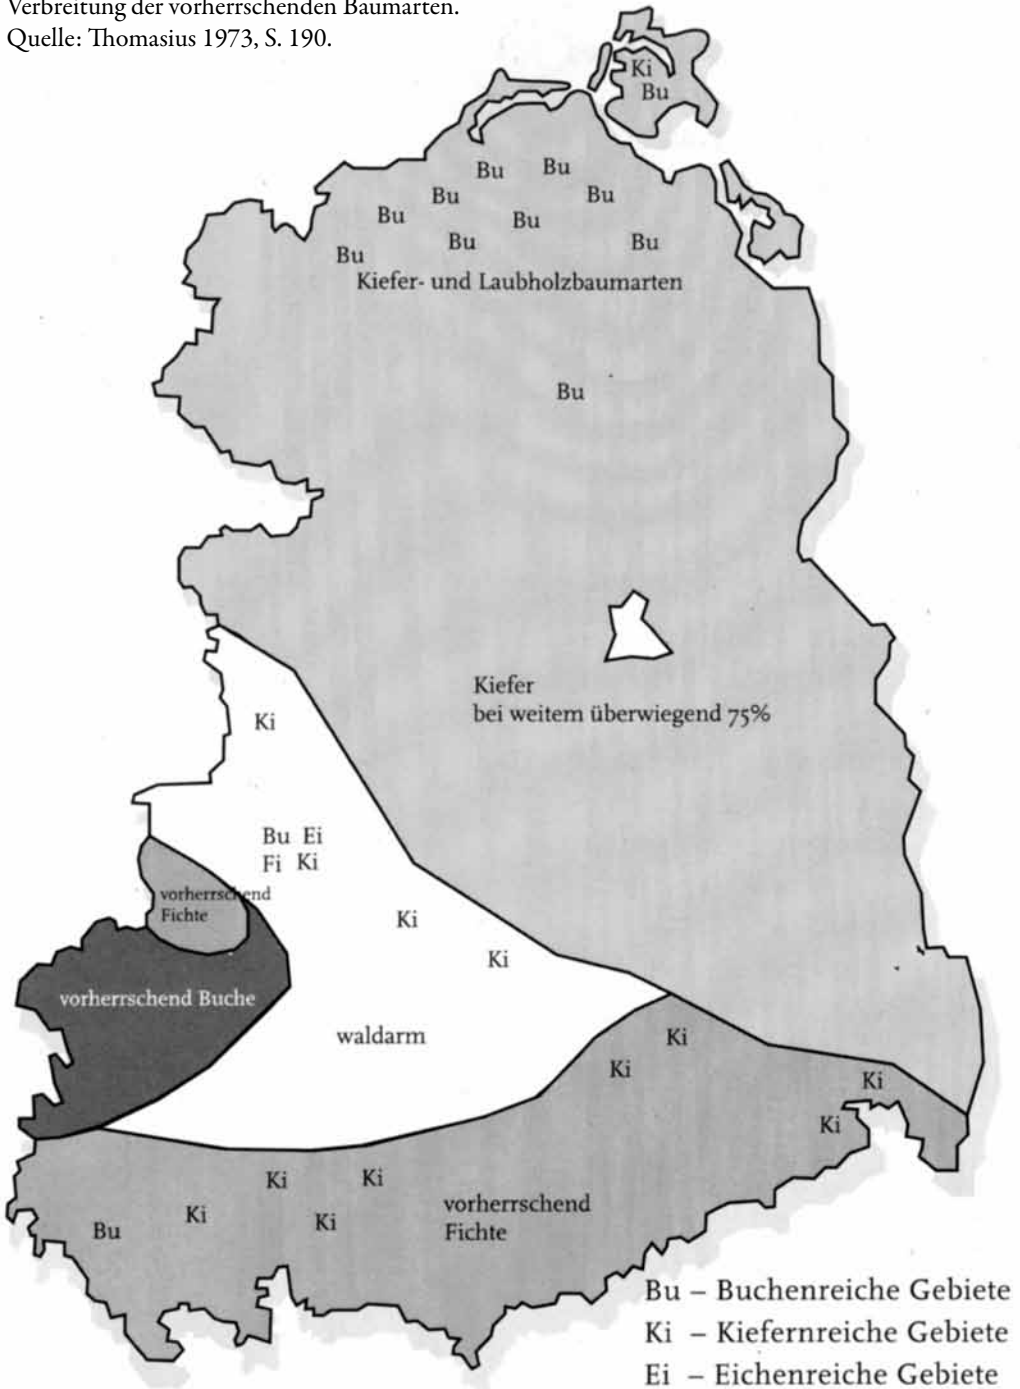 Verbreitung der vorherrschenden Baumarten.
Quelle: Thomasius 1973, S. 190.
Ki
Bu
Bu Bu
Bu Bu
Bu Bu
Bu Bu
Bu
Kiefer- und Laubholzbaumarten
Bu
Kiefer
bei weitem überwiegend 75%
Ki
Bu Ei
Fi Ki
vorherrschend
Fichte
Ki
Ki
vorherrschend Buche
waldarm
Ki
Ki
Ki
Ki
Ki Ki
Ki
Ki
Bu
vorherrschend
Fichte
Bu – Buchenreiche Gebiete
Ki – Kiefernreiche Gebiete
Ei – Eichenreiche Gebiete